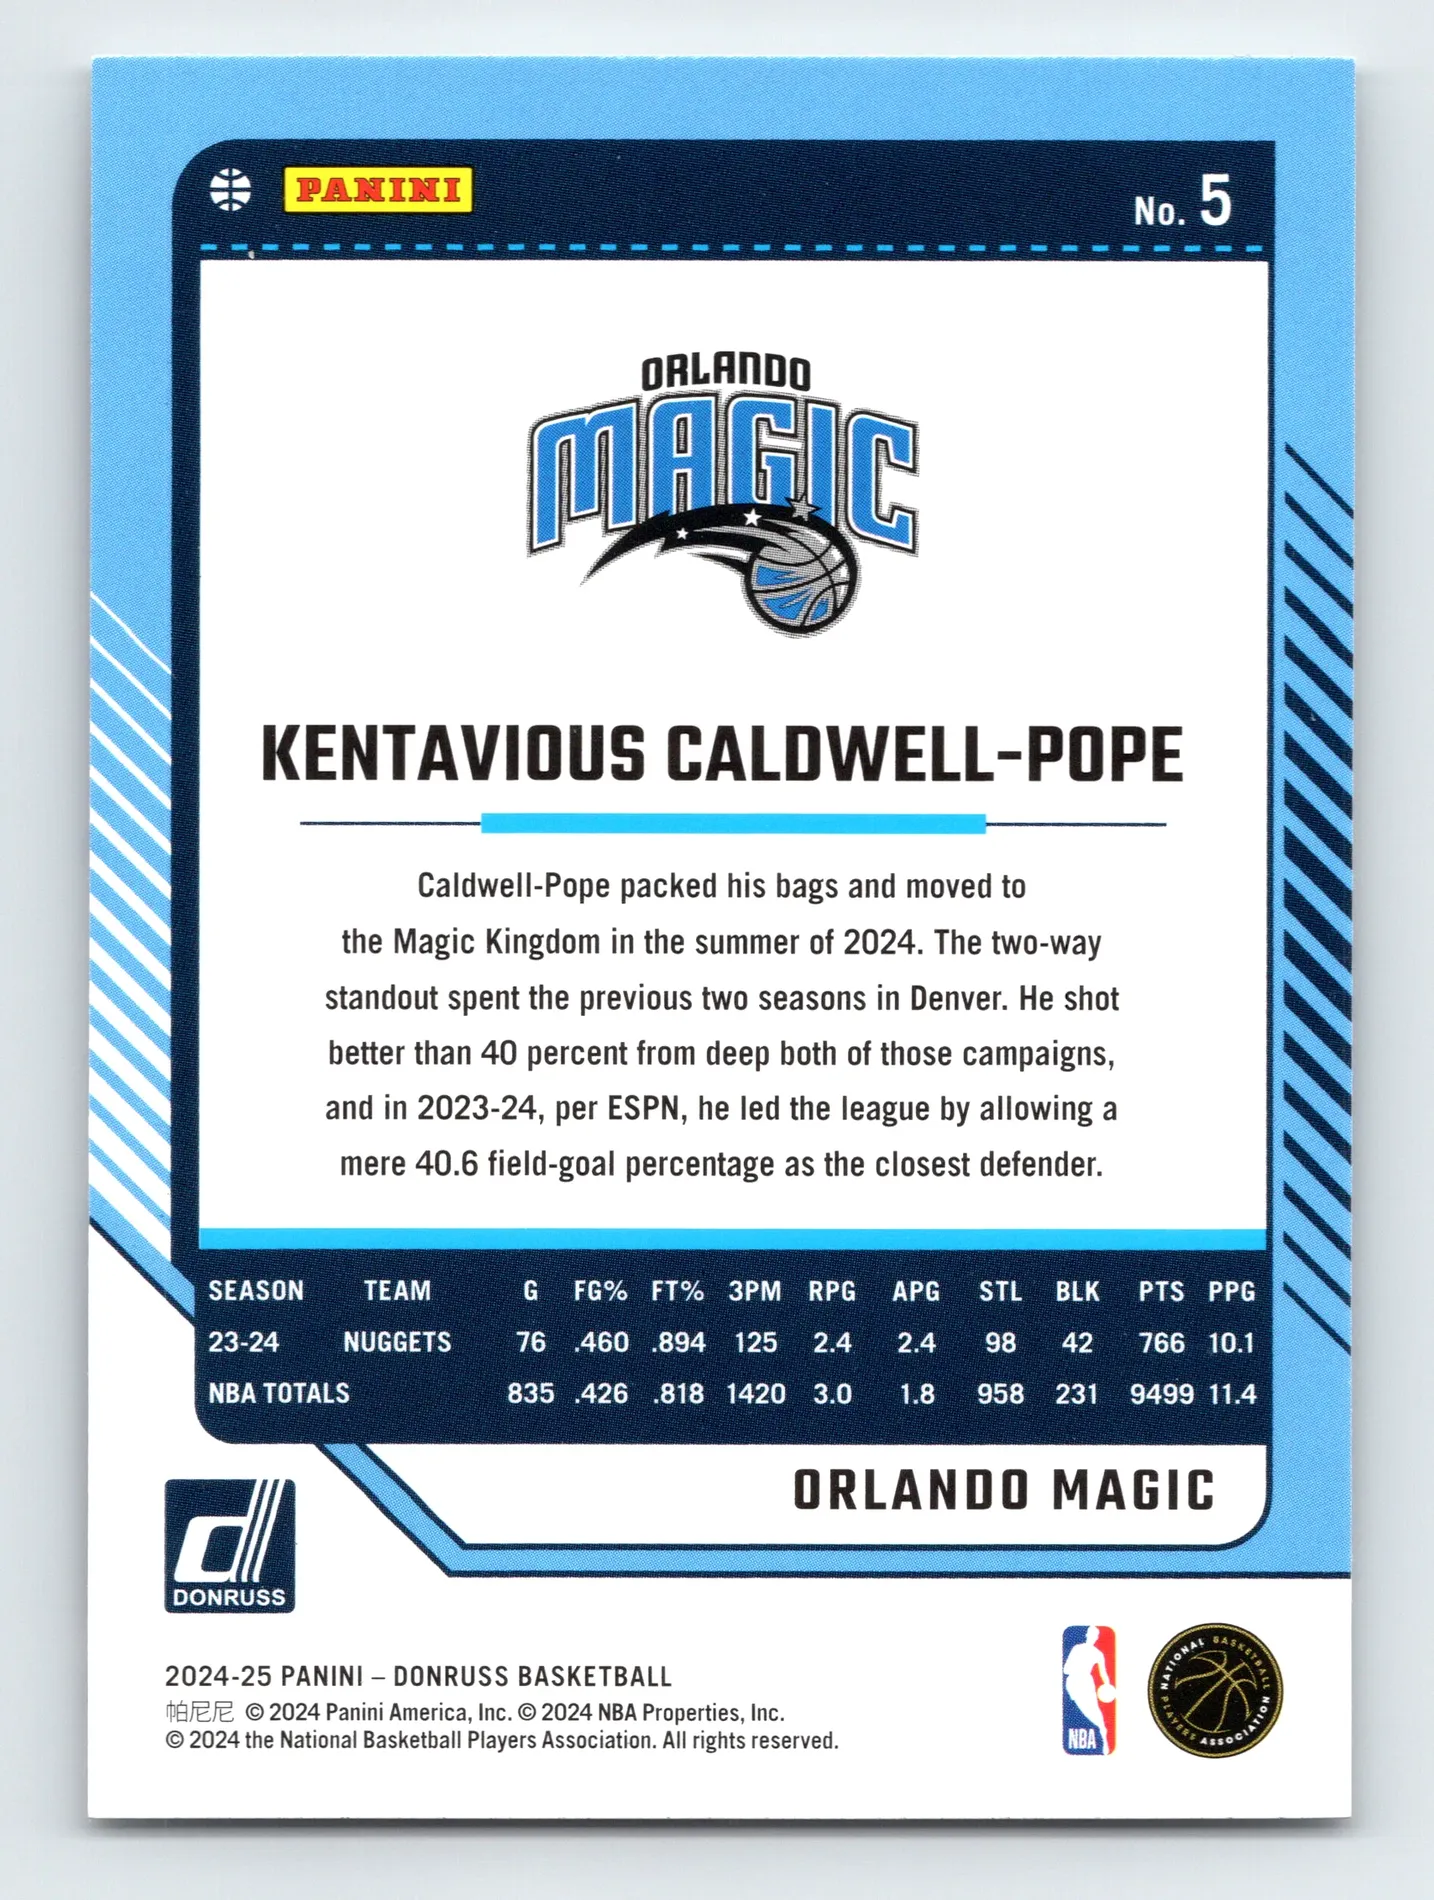 PANINI
No. 5
ORLANDO
MAGIC
KENTAVIOUS CALDWELL-POPE
Caldwell-Pope packed his bags and moved to
the Magic Kingdom in the summer of 2024. The two-way
standout spent the previous two seasons in Denver. He shot
better than 40 percent from deep both of those campaigns,
and in 2023-24, per ESPN, he led the league by allowing a
mere 40.6 field-goal percentage as the closest defender.
SEASON TEAM G FG% FT% 3PM RPG APG STL BLK PTS PPG
23-24 NUGGETS 76 .460 .894 125 2.4 2.4 98 42 766 10.1
NBA TOTALS 835 .426 .818 1420 3.0 1.8 958 231 9499 11.4
ORLANDO MAGIC
d
DONRUSS
2024-25 PANINI – DONRUSS BASKETBALL
帕尼尼 © 2024 Panini America, Inc. © 2024 NBA Properties, Inc.
© 2024 the National Basketball Players Association. All rights reserved.
NBA
NATIONAL BASKETBALL
PLAYERS ASSOCIATION